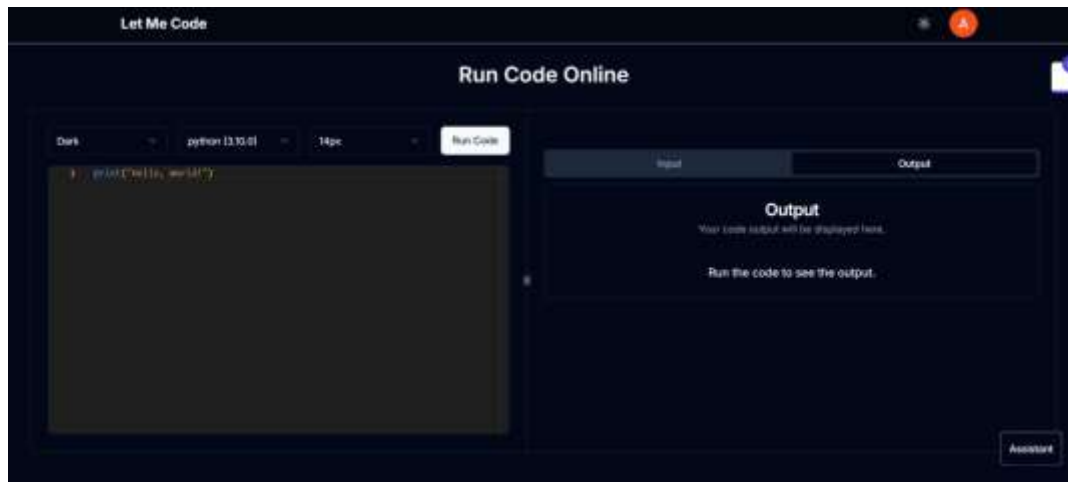 Let Me Code
A
Run Code Online
Dark
python (3.10.0)
14px
Run Code
1 print("Hello, world!")
Input
Output
Output
Your code output will be displayed here.
Run the code to see the output.
Assistant